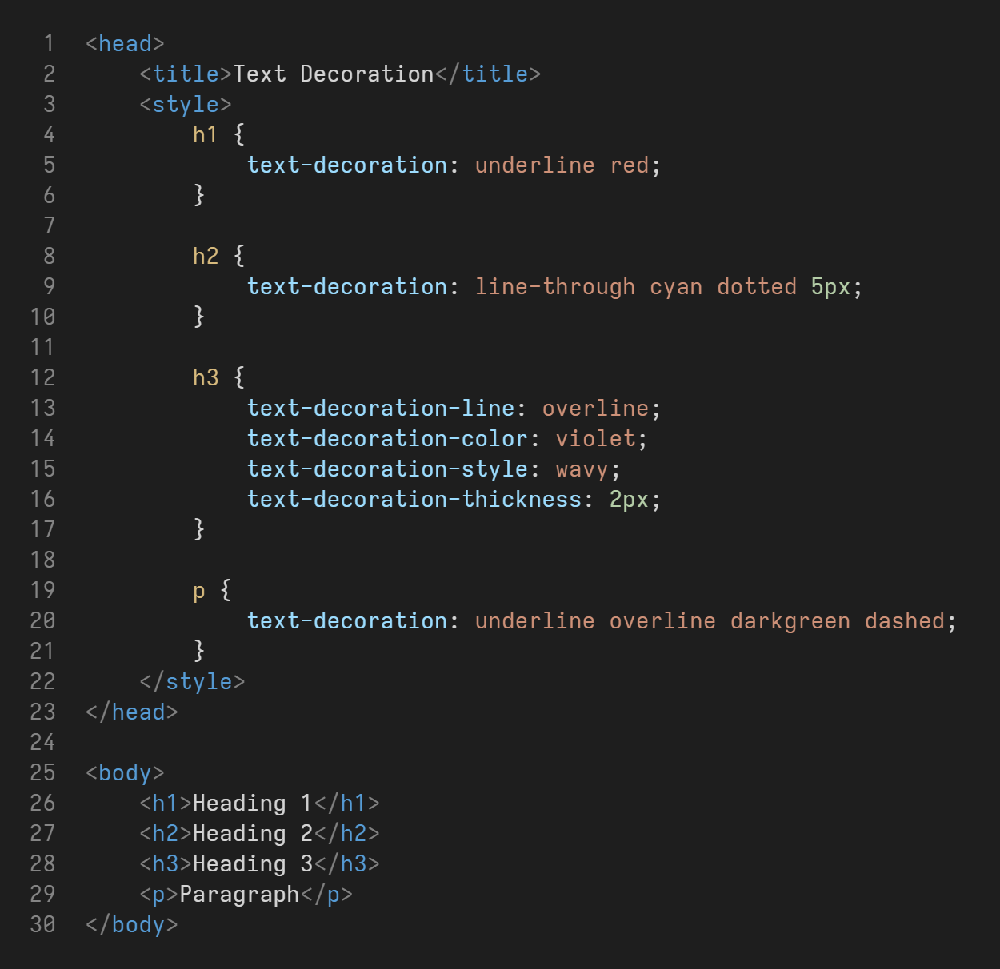 1 <head>
2     <title>Text Decoration</title>
3     <style>
4         h1 {
5             text-decoration: underline red;
6         }
7
8         h2 {
9             text-decoration: line-through cyan dotted 5px;
10         }
11
12         h3 {
13             text-decoration-line: overline;
14             text-decoration-color: violet;
15             text-decoration-style: wavy;
16             text-decoration-thickness: 2px;
17         }
18
19         p {
20             text-decoration: underline overline darkgreen dashed;
21         }
22     </style>
23 </head>
24
25 <body>
26     <h1>Heading 1</h1>
27     <h2>Heading 2</h2>
28     <h3>Heading 3</h3>
29     <p>Paragraph</p>
30 </body>